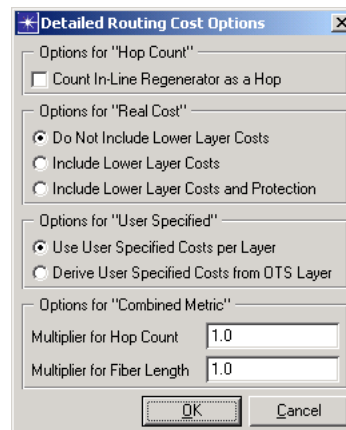 Detailed Routing Cost Options
Options for "Hop Count"
Count In-Line Regenerator as a Hop
Options for "Real Cost"
Do Not Include Lower Layer Costs
Include Lower Layer Costs
Include Lower Layer Costs and Protection
Options for "User Specified"
Use User Specified Costs per Layer
Derive User Specified Costs from OTS Layer
Options for "Combined Metric"
Multiplier for Hop Count 1.0
Multiplier for Fiber Length 1.0
OK Cancel